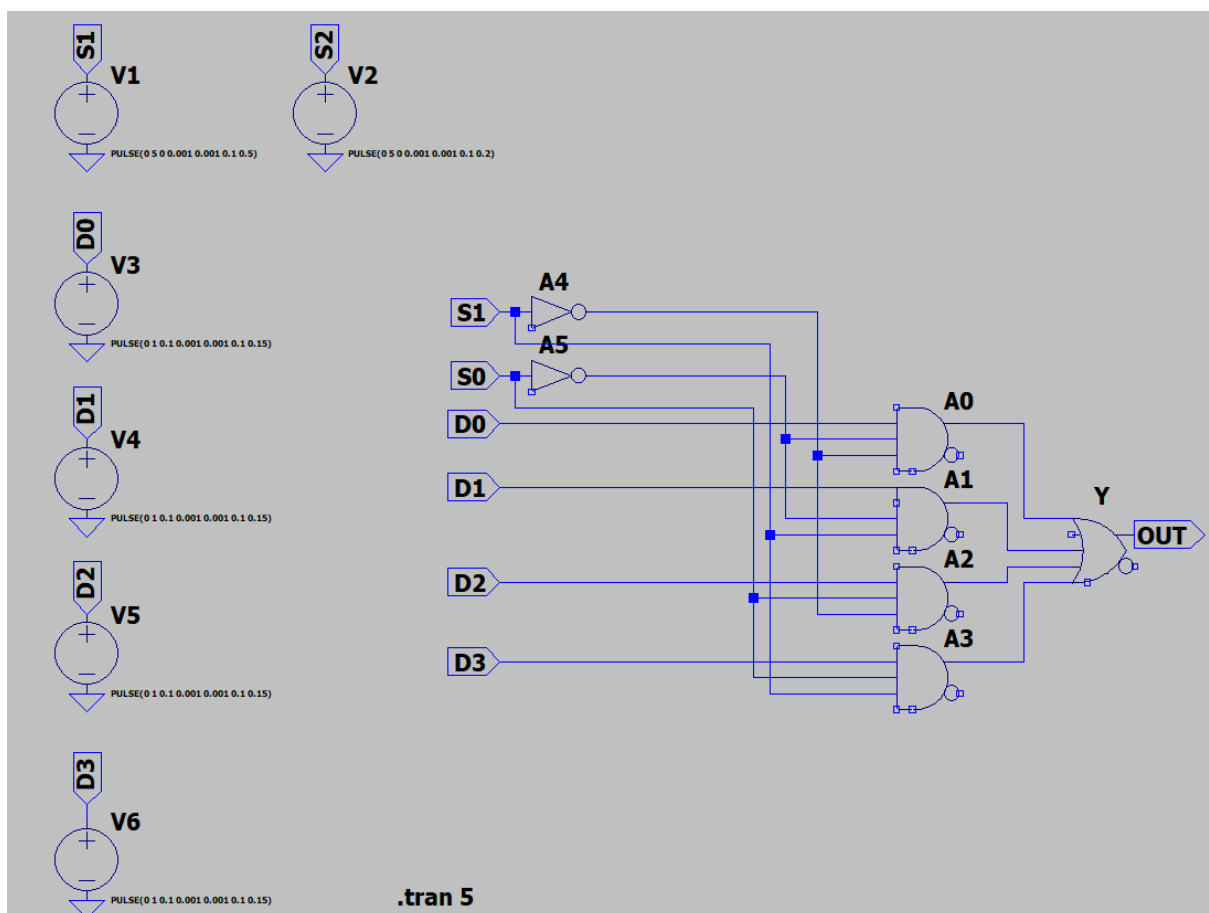 S1
V1
PULSE(0 5 0 0.001 0.001 0.1 0.5)
S2
V2
PULSE(0 5 0 0.001 0.001 0.1 0.2)
D0
V3
PULSE(0 1 0.1 0.001 0.001 0.1 0.15)
D1
V4
PULSE(0 1 0.1 0.001 0.001 0.1 0.15)
D2
V5
PULSE(0 1 0.1 0.001 0.001 0.1 0.15)
D3
V6
PULSE(0 1 0.1 0.001 0.001 0.1 0.15)
.tran 5
A4
S1
A5
S0
D0
A0
D1
A1
Y
OUT
D2
A2
D3
A3